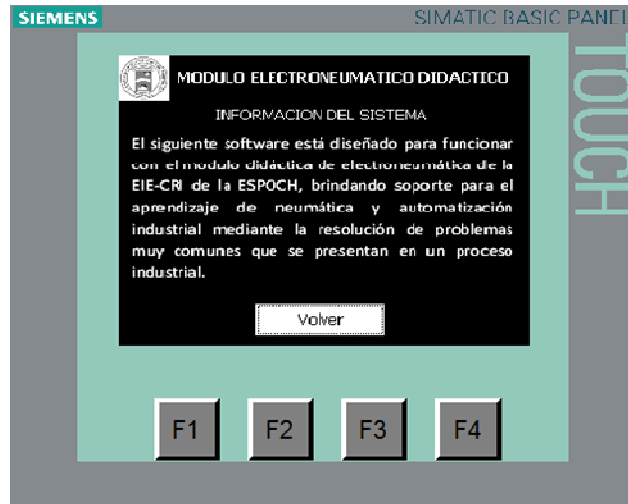 SIEMENS
SIMATIC BASIC PANEL
TOUCH
MODULO ELECTRONEUMATICO DIDACTICO
INFORMACION DEL SISTEMA
El siguiente software está diseñado para funcionar
con el modulo didáctica de electroneumática de la
EIE-CRI de la ESPOCH, brindando soporte para el
aprendizaje de neumática y automatización
industrial mediante la resolución de problemas
muy comunes que se presentan en un proceso
industrial.
Volver
F1 F2 F3 F4